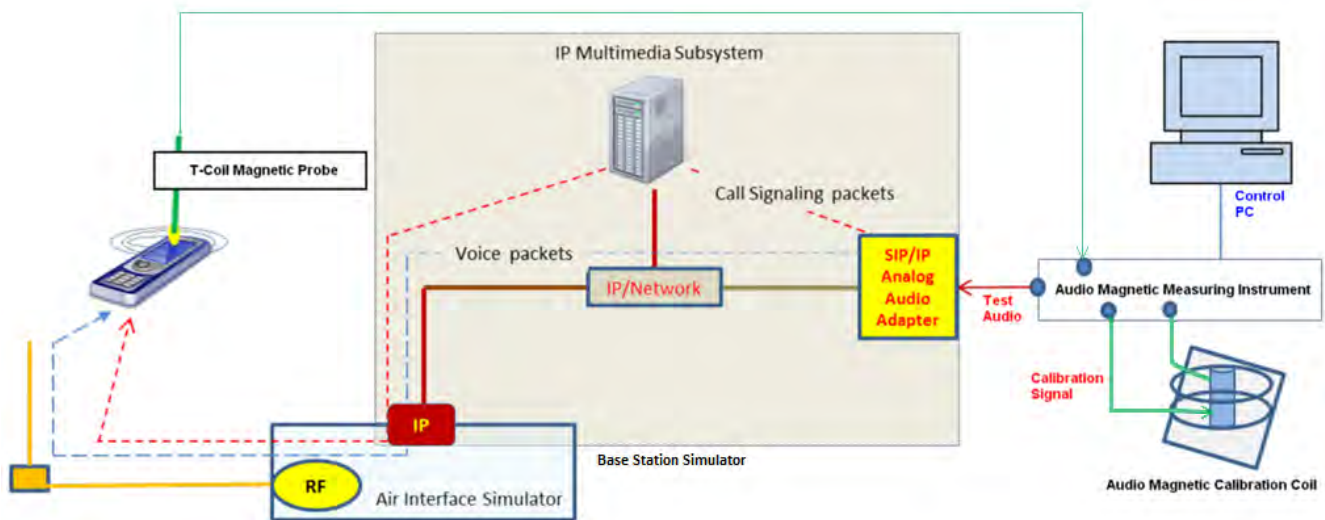 IP Multimedia Subsystem
T-Coil Magnetic Probe
Call Signaling packets
Control
PC
Voice packets
SIP/IP
Analog
Audio
Adapter
IP/Network
Test
Audio
Audio Magnetic Measuring Instrument
Calibration
Signal
IP
Base Station Simulator
RF
Air Interface Simulator
Audio Magnetic Calibration Coil